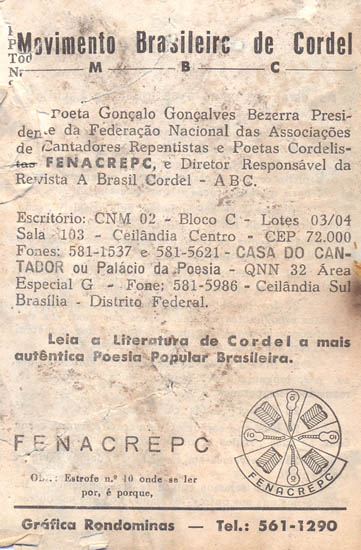 P
Tod
N.
Movimento Brasileiro de Cordel
M — B — C
Poeta Gonçalo Gonçalves Bezerra Presi-
dente da Federação Nacional das Associações
de Cantadores Repentistas e Poetas Cordelis-
tas FENACREPC, e Diretor Responsável da
Revista A Brasil Cordel - ABC.
Escritório: CNM 02 - Bloco C - Lotes 03/04
Sala 103 - Ceilândia Centro - CEP 72.000
Fones: 581-1537 e 581-5621 - CASA DO CAN-
TADOR ou Palácio da Poesia - QNN 32 Área
Especial G - Fone: 581-5986 - Ceilândia Sul
Brasília - Distrito Federal.
Leia a Literatura de Cordel a mais
autêntica Poesia Popular Brasileira.
FENACREPC
Obs.: Estrofe n.º 10 onde se ler
por, é porque,
FENACREPC
Gráfica Rondominas — Tel.: 561-1290